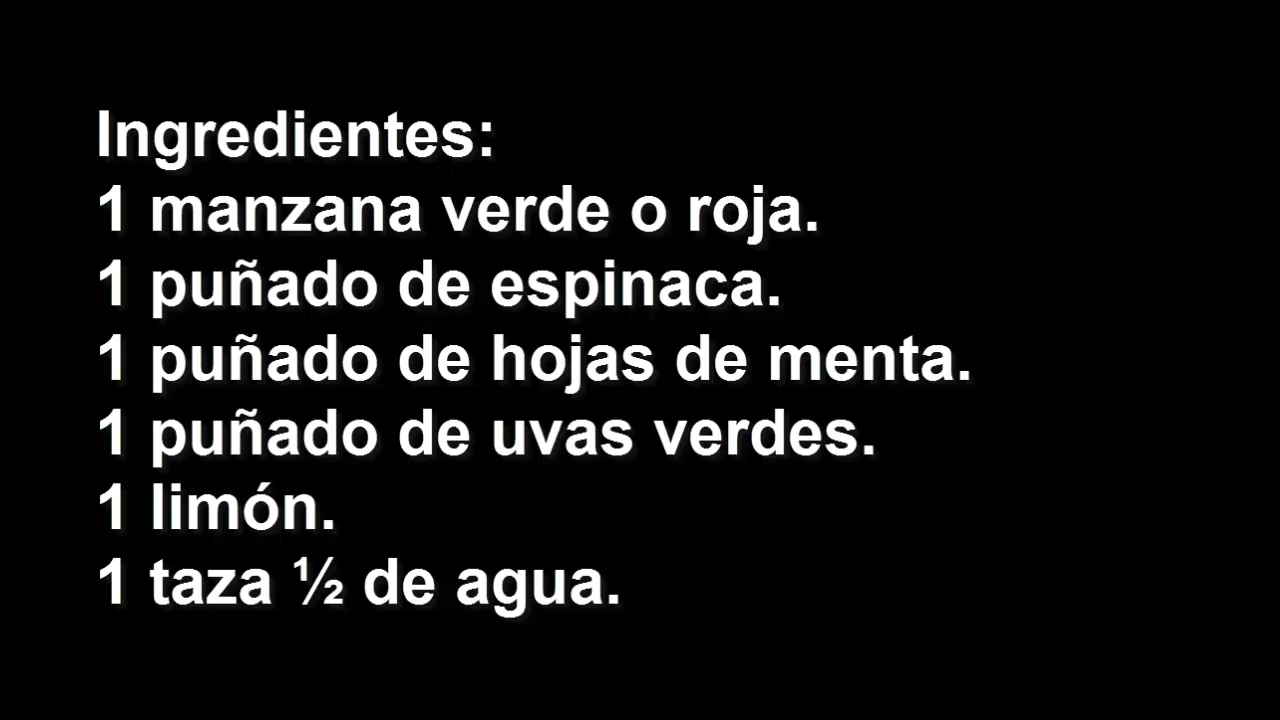 Ingredientes:
1 manzana verde o roja.
1 puñado de espinaca.
1 puñado de hojas de menta.
1 puñado de uvas verdes.
1 limón.
1 taza ½ de agua.